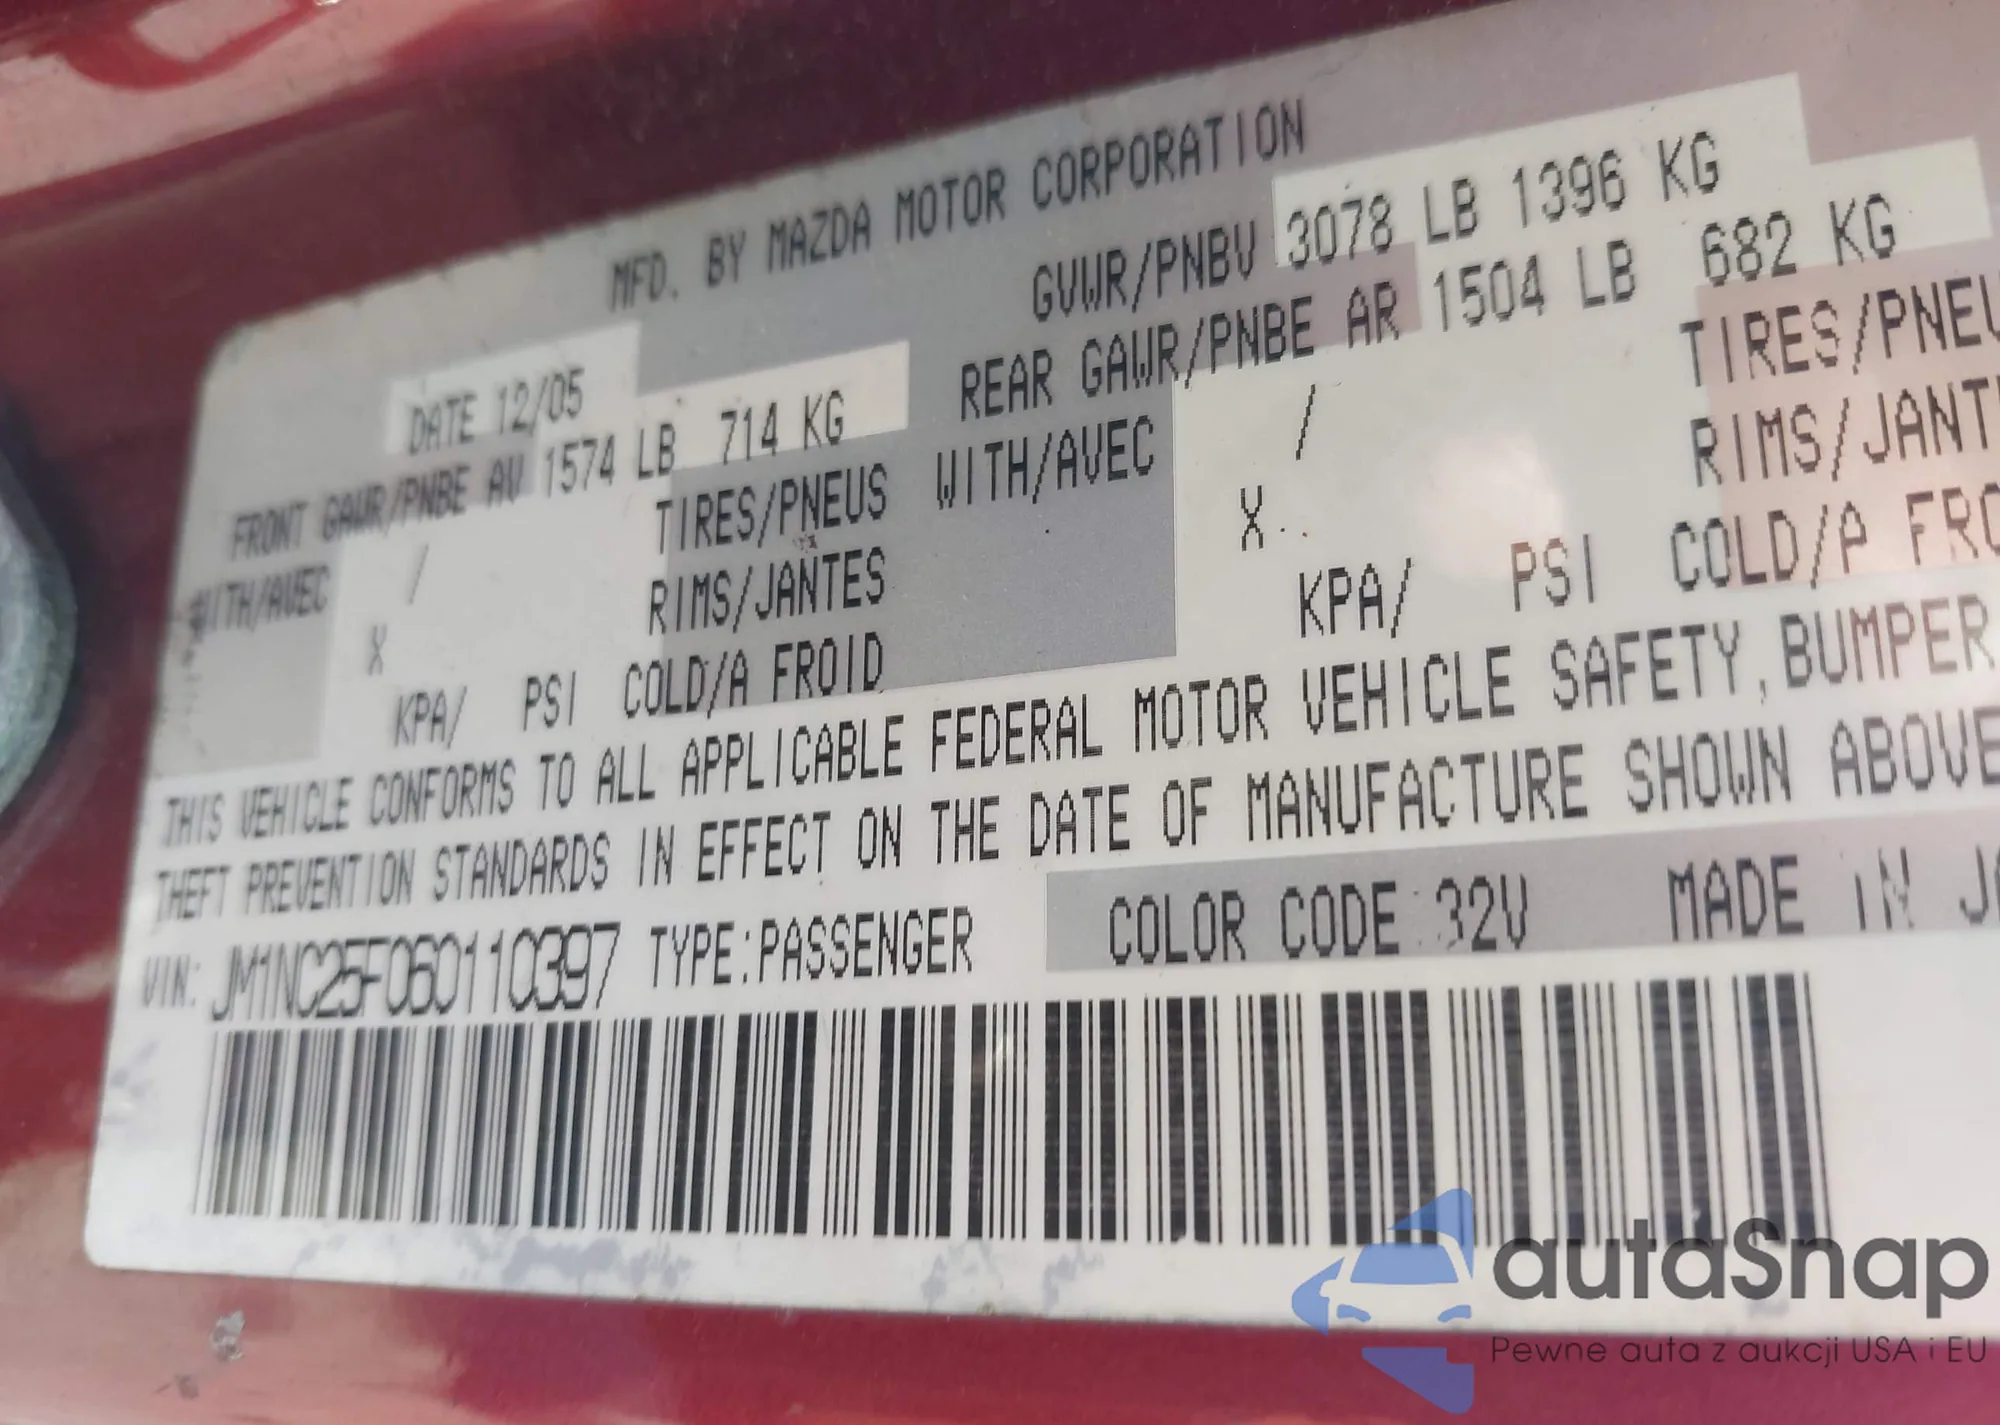 MFD. BY MAZDA MOTOR CORPORATION
DATE 12/05
GVWR/PNBV 3078 LB 1396 KG
FRONT GAWR/PNBE AV 1574 LB 714 KG
REAR GAWR/PNBE AR 1504 LB 682 KG
WITH/AVEC / TIRES/PNEUS
X RIMS/JANTES
KPA/ PSI COLD/A FROID
WITH/AVEC / TIRES/PNEU
X RIMS/JANT
KPA/ PSI COLD/A FRO
THIS VEHICLE CONFORMS TO ALL APPLICABLE FEDERAL MOTOR VEHICLE SAFETY, BUMPER
THEFT PREVENTION STANDARDS IN EFFECT ON THE DATE OF MANUFACTURE SHOWN ABOVE
VIN: JM1NC25F060110397 TYPE:PASSENGER COLOR CODE 32V MADE IN JA
autaSnap
Pewne auta z aukcji USA i EU